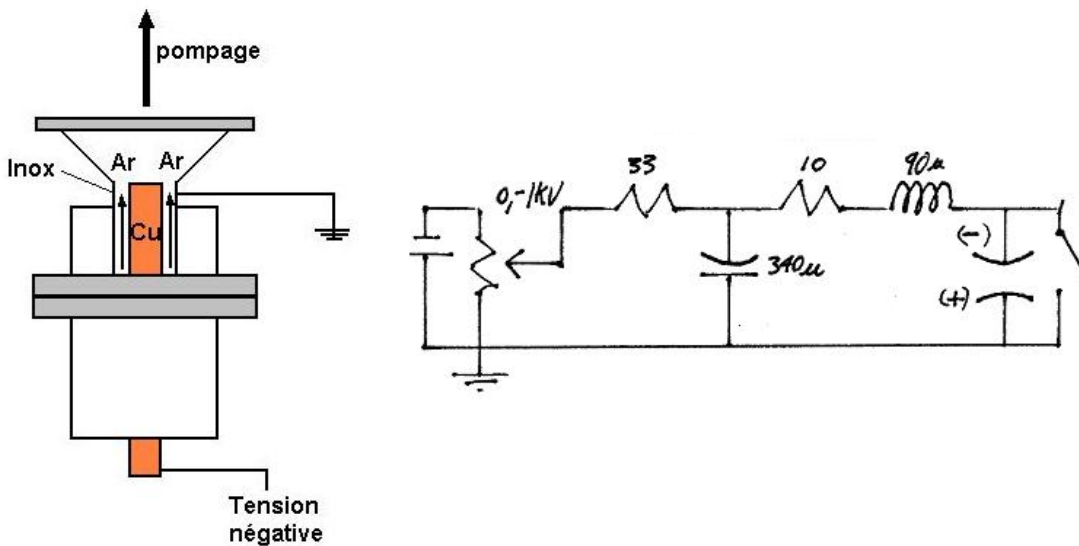 pompage
Ar Ar
Inox
Cu
Tension
négative
0,-1KV
33
10
90μ
340μ
(-)
(+)